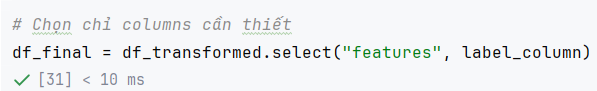 # Chọn chỉ columns cần thiết
df_final = df_transformed.select("features", label_column)
✓ [31] < 10 ms